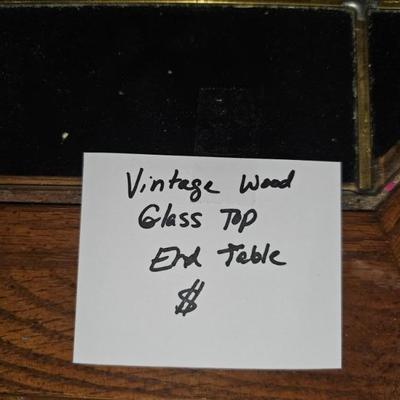 Vintage Wood
Glass Top
End Table
$